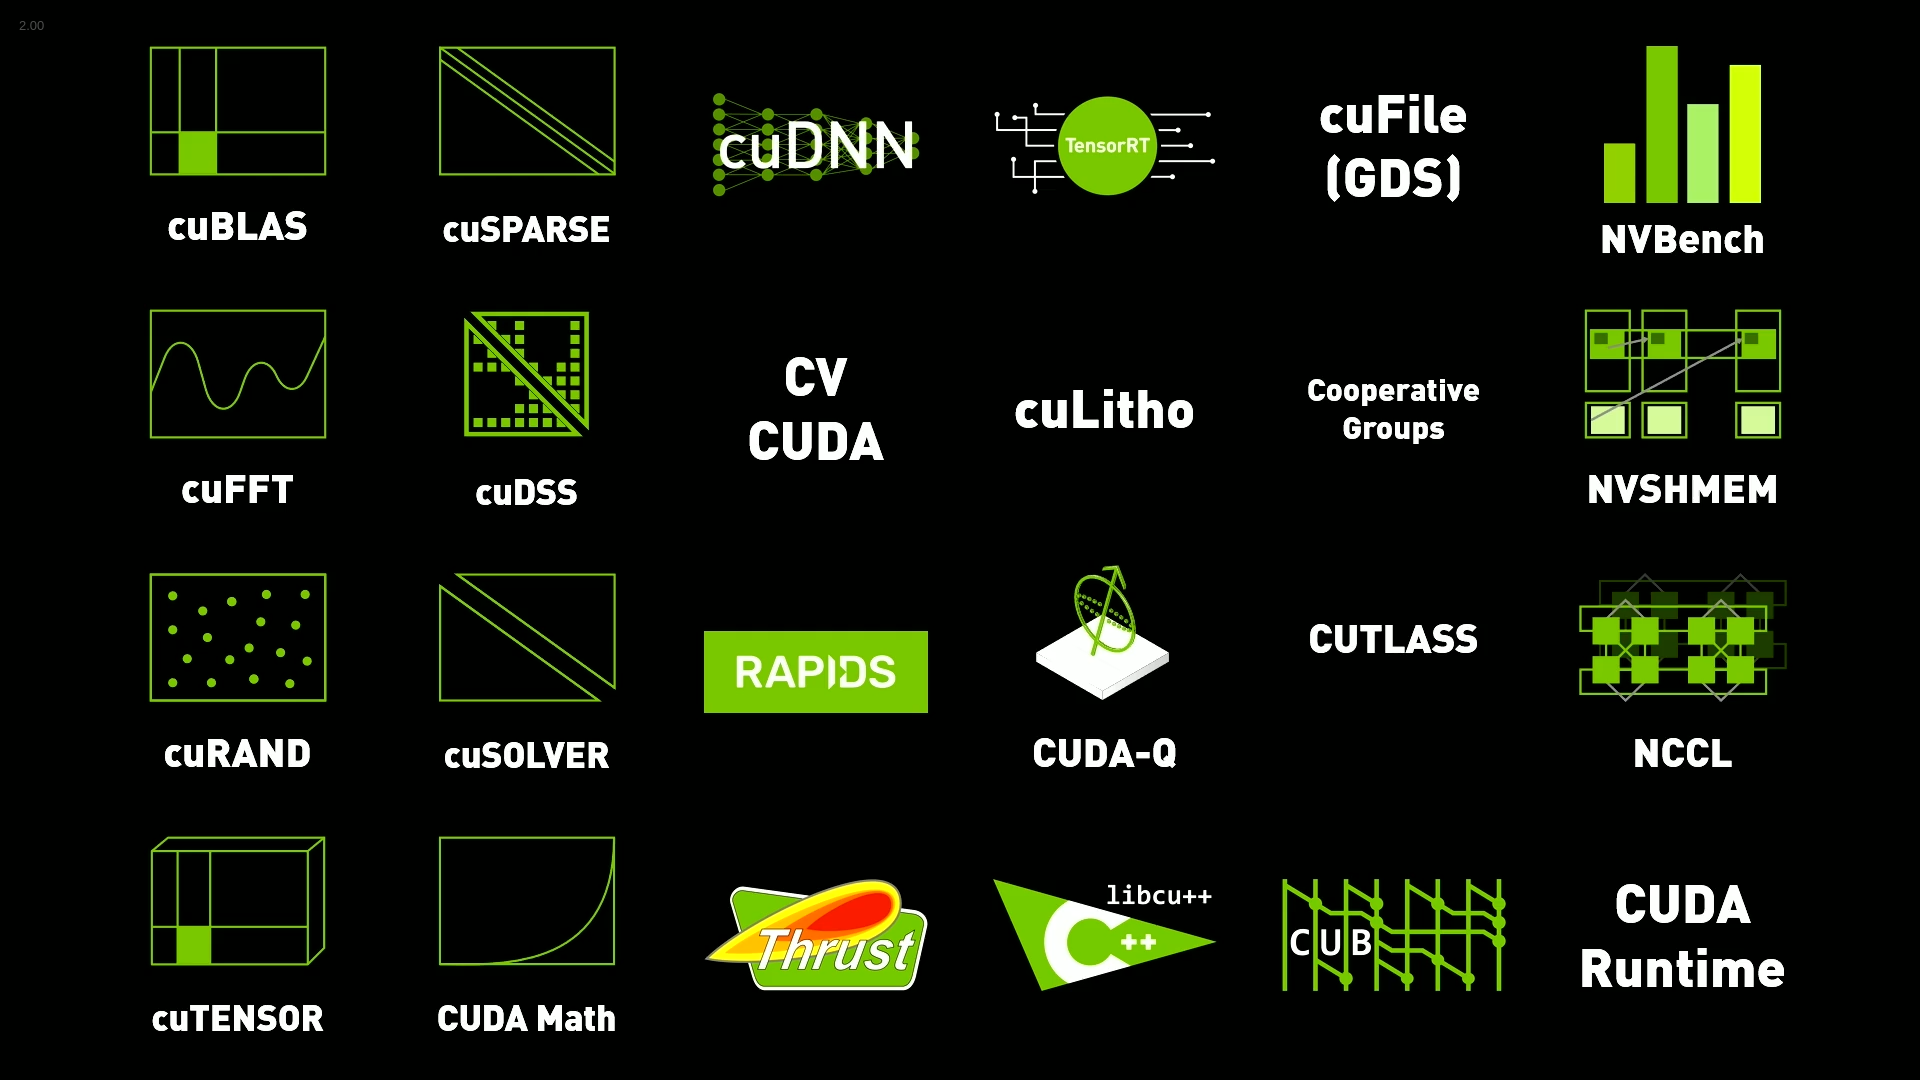 2.00
cuDNN
TensorRT
cuFile
(GDS)
cuBLAS
cuSPARSE
NVBench
CV
CUDA
cuLitho
Cooperative
Groups
cuFFT
cuDSS
NVSHMEM
RAPIDS
CUTLASS
cuRAND
cuSOLVER
CUDA-Q
NCCL
Thrust
libcu++
C++
CUB
CUDA
Runtime
cuTENSOR
CUDA Math